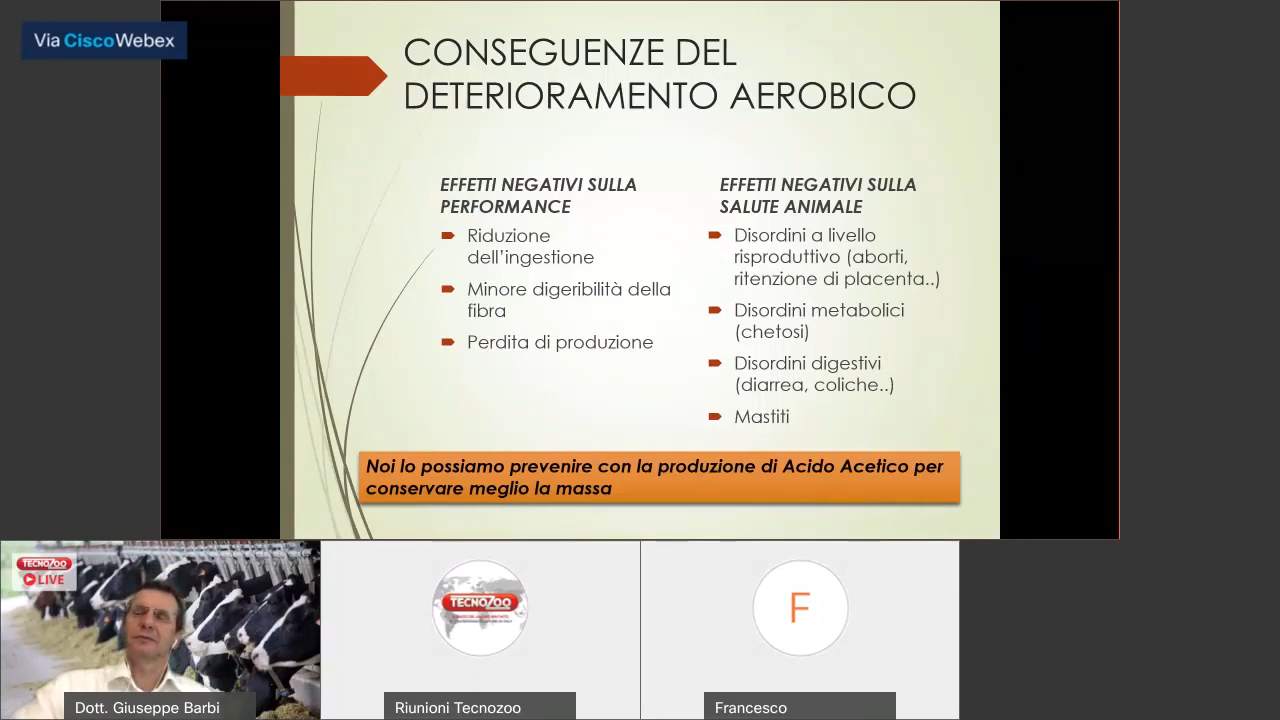 Via Cisco Webex
CONSEGUENZE DEL
DETERIORAMENTO AEROBICO
EFFETTI NEGATIVI SULLA
PERFORMANCE
Riduzione
dell'ingestione
Minore digeribilità della
fibra
Perdita di produzione
EFFETTI NEGATIVI SULLA
SALUTE ANIMALE
Disordini a livello
risproduttivo (aborti,
ritenzione di placenta..)
Disordini metabolici
(chetosi)
Disordini digestivi
(diarrea, coliche..)
Mastiti
Noi lo possiamo prevenire con la produzione di Acido Acetico per
conservare meglio la massa
TECNOZOO
LIVE
Dott. Giuseppe Barbi
TECNOZOO
Riunioni Tecnozoo
F
Francesco